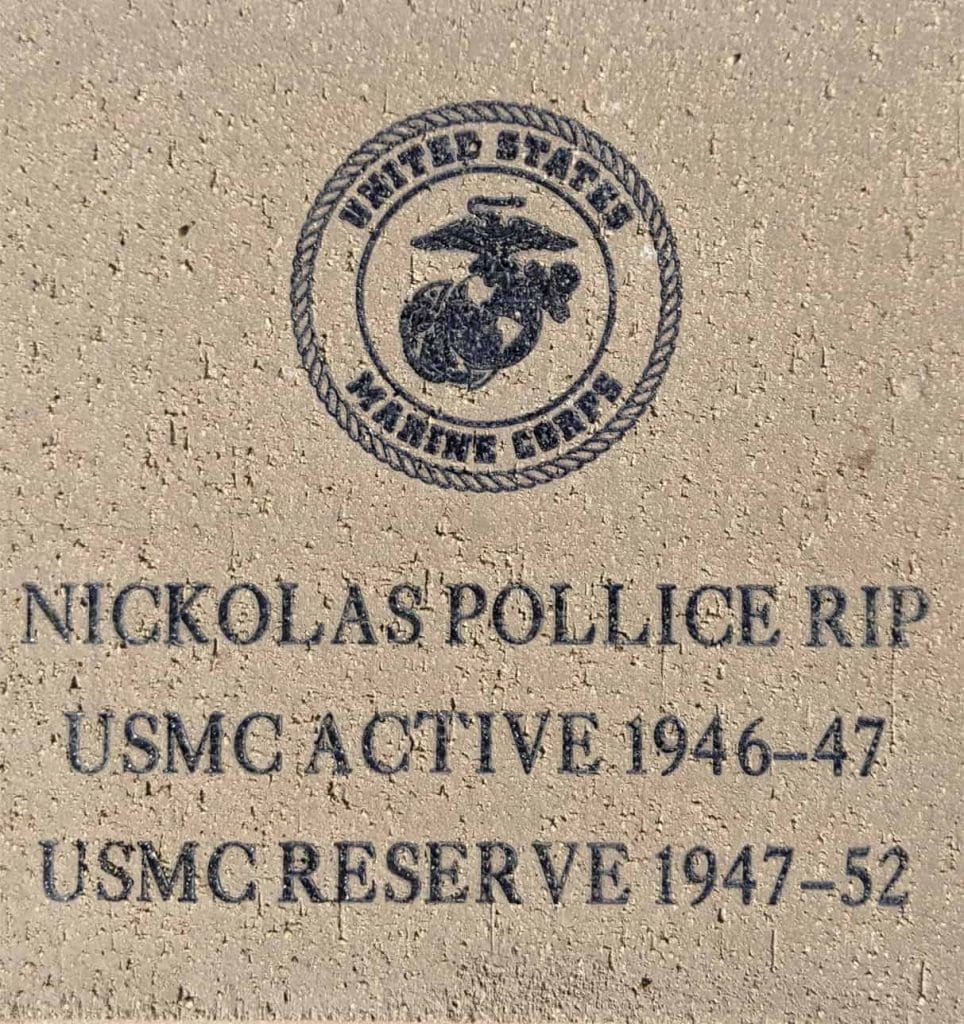 UNITED STATES
MARINE CORPS
NICKOLAS POLLICE RIP
USMC ACTIVE 1946–47
USMC RESERVE 1947–52